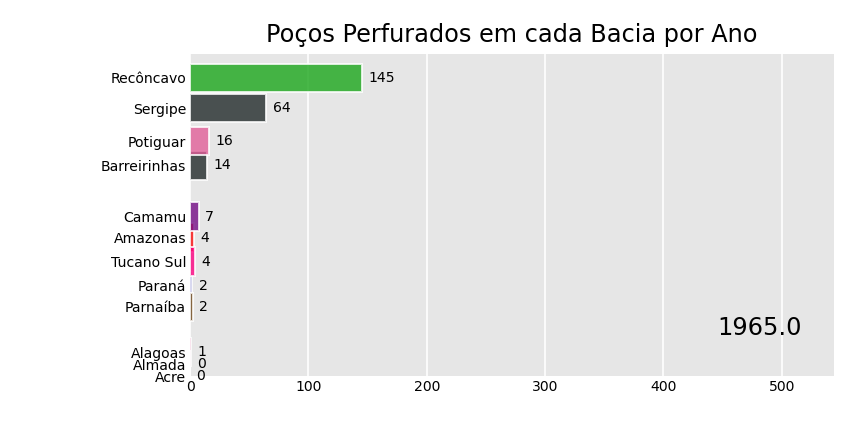 Poços Perfurados em cada Bacia por Ano
Recôncavo 145
Sergipe 64
Potiguar 16
Barreirinhas 14
Camamu 7
Amazonas 4
Tucano Sul 4
Paraná 2
Parnaíba 2
1965.0
Alagoas 1
Almada 0
Acre 0
0 100 200 300 400 500